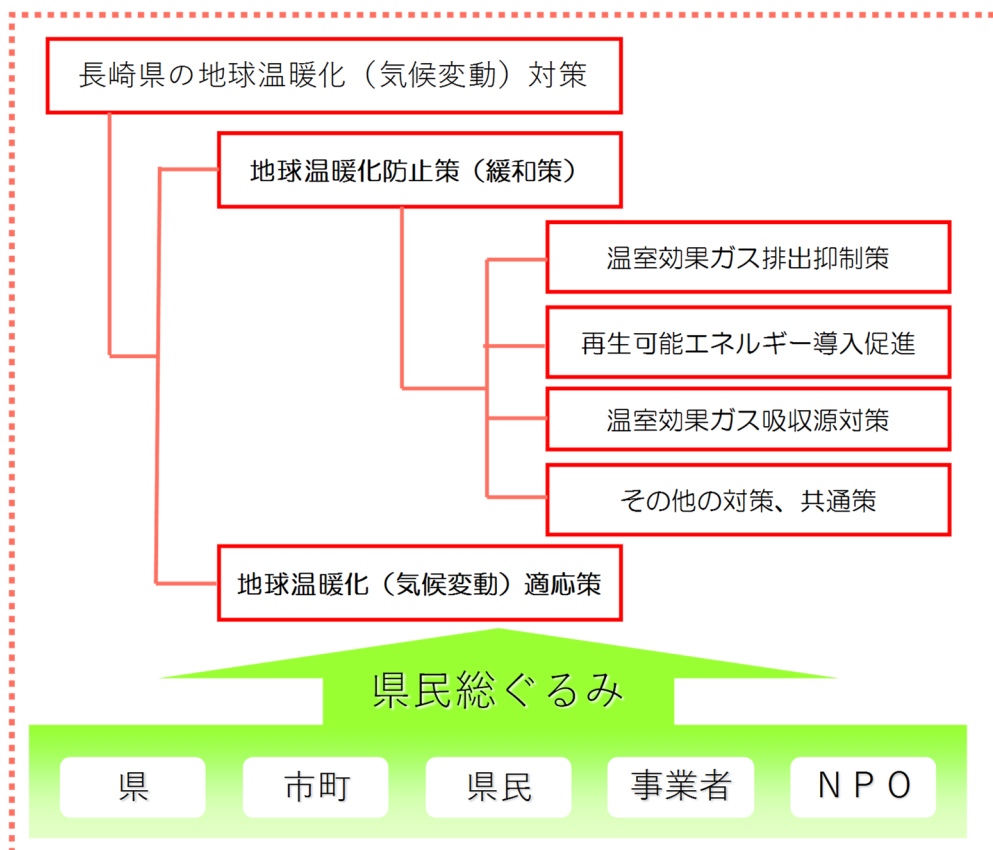 長崎県の地球温暖化（気候変動）対策
地球温暖化防止策（緩和策）
温室効果ガス排出抑制策
再生可能エネルギー導入促進
温室効果ガス吸収源対策
その他の対策、共通策
地球温暖化（気候変動）適応策
県民総ぐるみ
県
市町
県民
事業者
ＮＰＯ